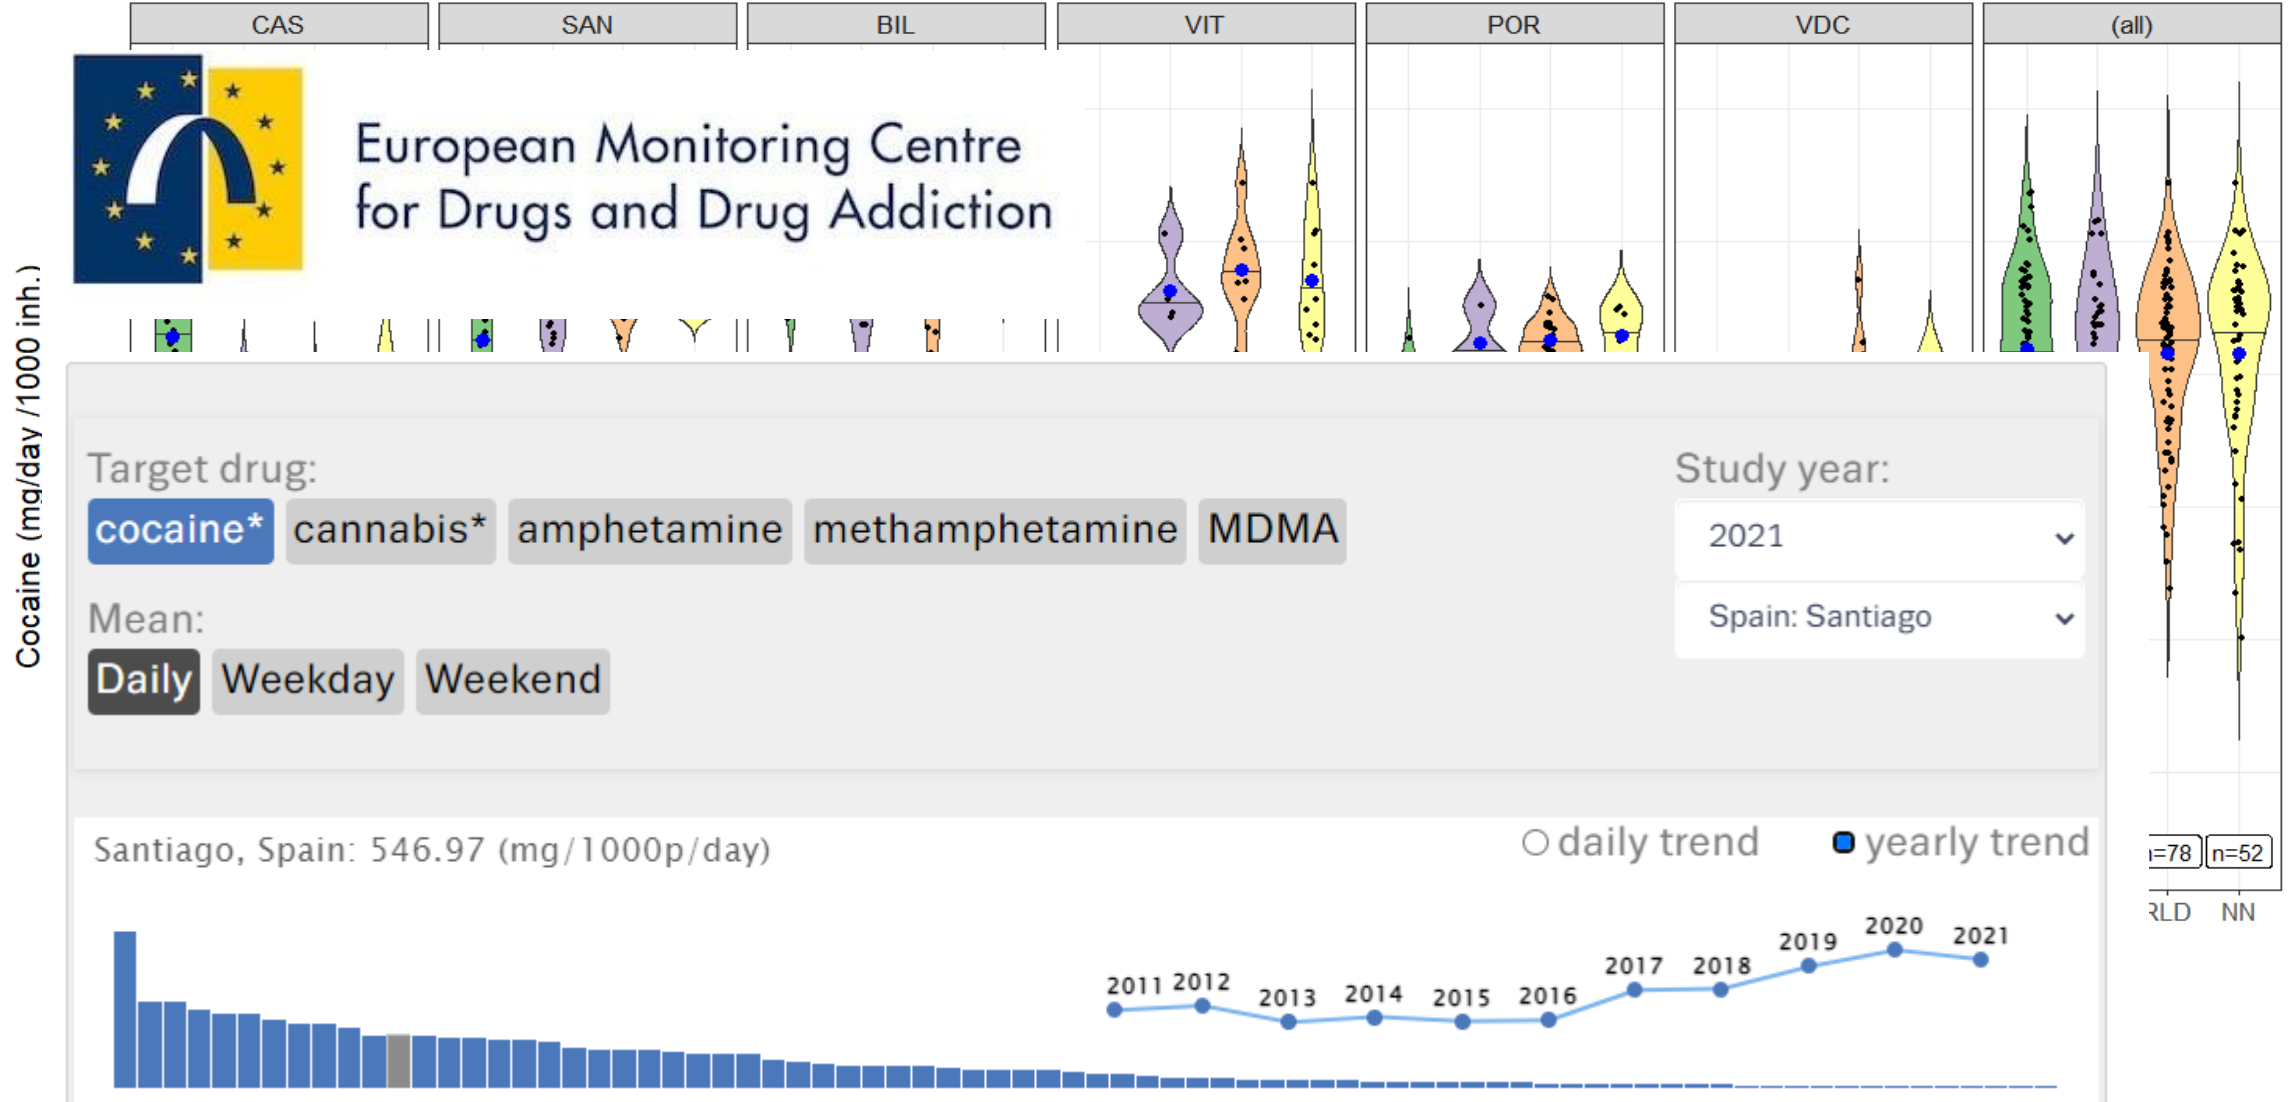 CAS SAN BIL VIT POR VDC (all)
European Monitoring Centre
for Drugs and Drug Addiction
Cocaine (mg/day /1000 inh.)
Target drug:
cocaine* cannabis* amphetamine methamphetamine MDMA
Study year:
2021
Spain: Santiago
Mean:
Daily Weekday Weekend
Santiago, Spain: 546.97 (mg/1000p/day)
daily trend yearly trend
n=78 n=52
RLD NN
2011 2012 2013 2014 2015 2016 2017 2018 2019 2020 2021